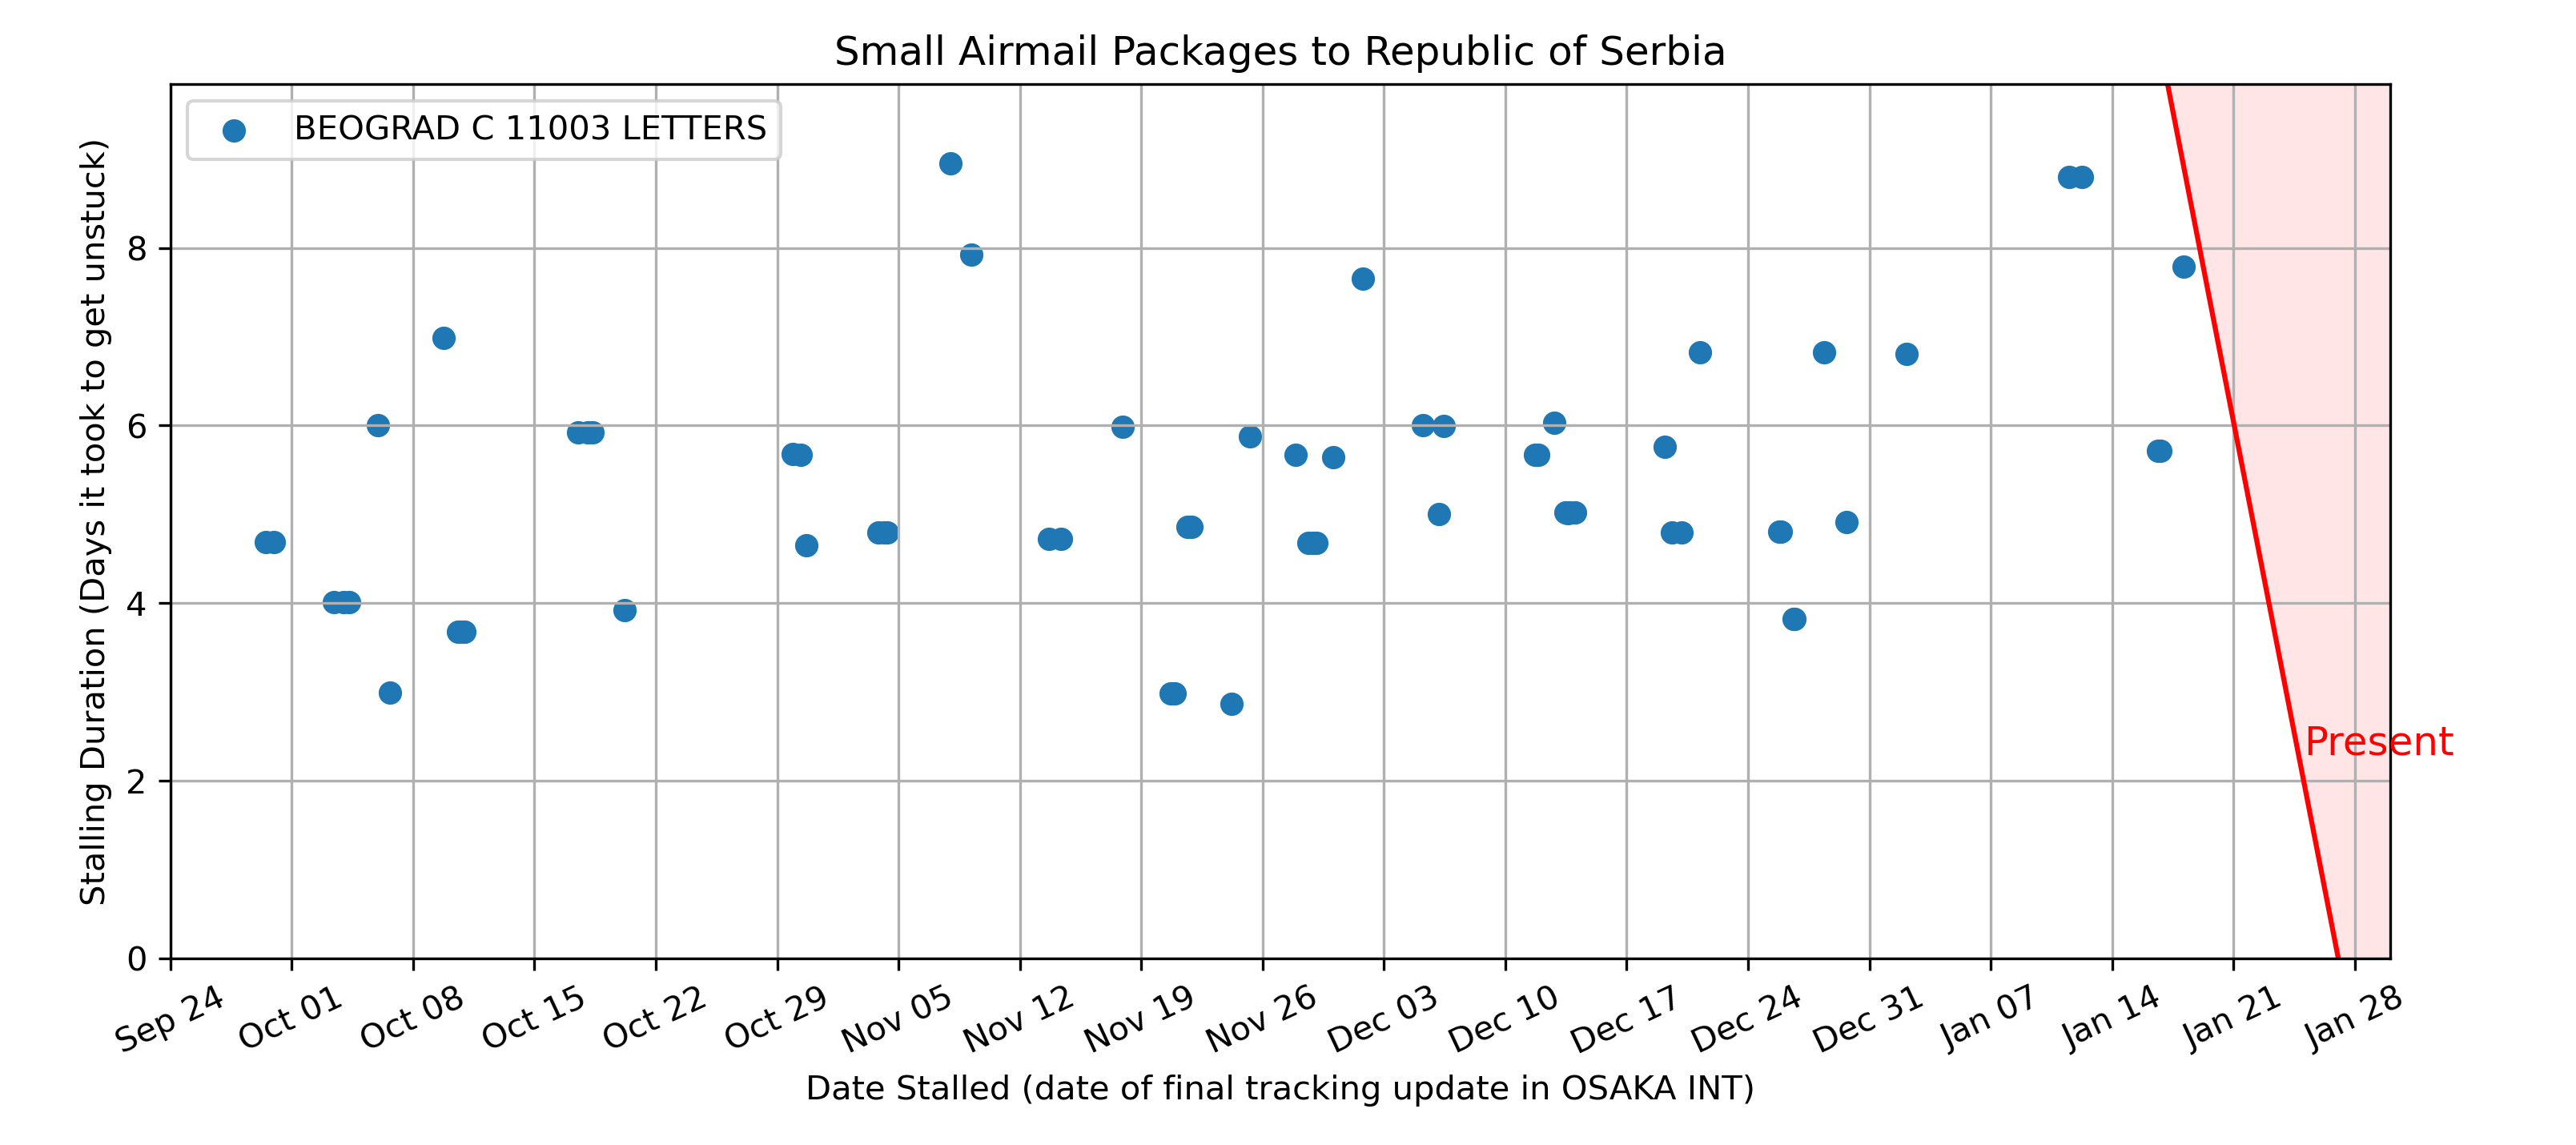 Small Airmail Packages to Republic of Serbia
BEOGRAD C 11003 LETTERS
Stalling Duration (Days it took to get unstuck)
8
6
4
2
0
Present
Sep 24
Oct 01
Oct 08
Oct 15
Oct 22
Oct 29
Nov 05
Nov 12
Nov 19
Nov 26
Dec 03
Dec 10
Dec 17
Dec 24
Dec 31
Jan 07
Jan 14
Jan 21
Jan 28
Date Stalled (date of final tracking update in OSAKA INT)